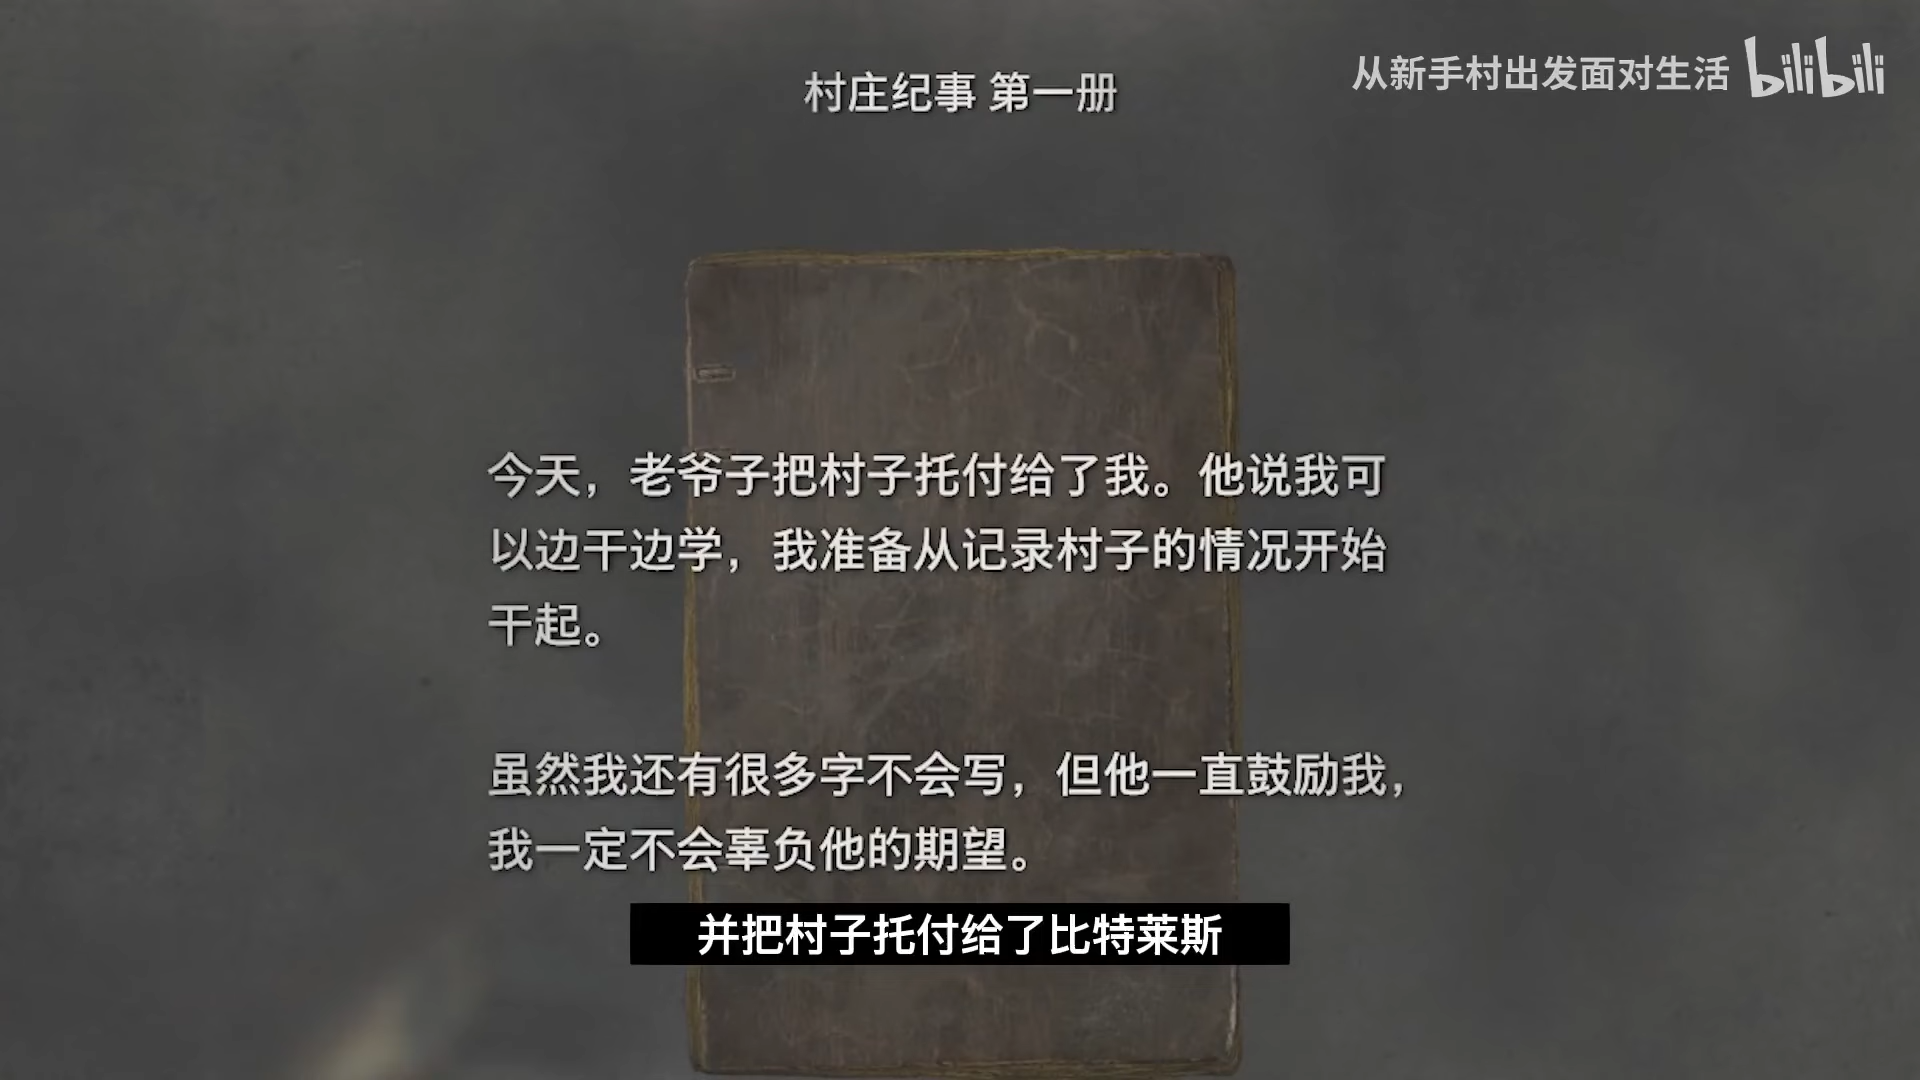 村庄纪事 第一册
从新手村出发面对生活 bilibili
今天，老爷子把村子托付给了我。他说我可
以边干边学，我准备从记录村子的情况开始
干起。
虽然我还有很多字不会写，但他一直鼓励我，
我一定不会辜负他的期望。
并把村子托付给了比特莱斯